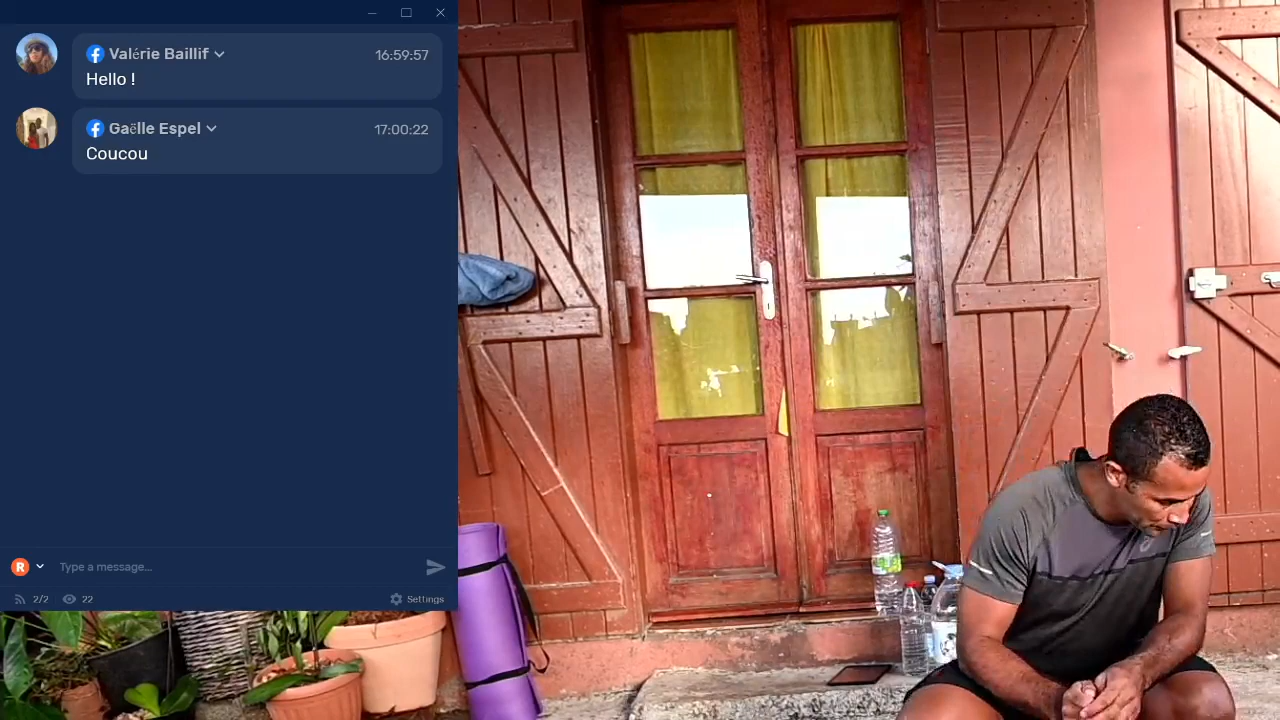 Valérie Baillif 16:59:57
Hello !
Gaëlle Espel 17:00:22
Coucou
R Type a message...
2/2 22 Settings